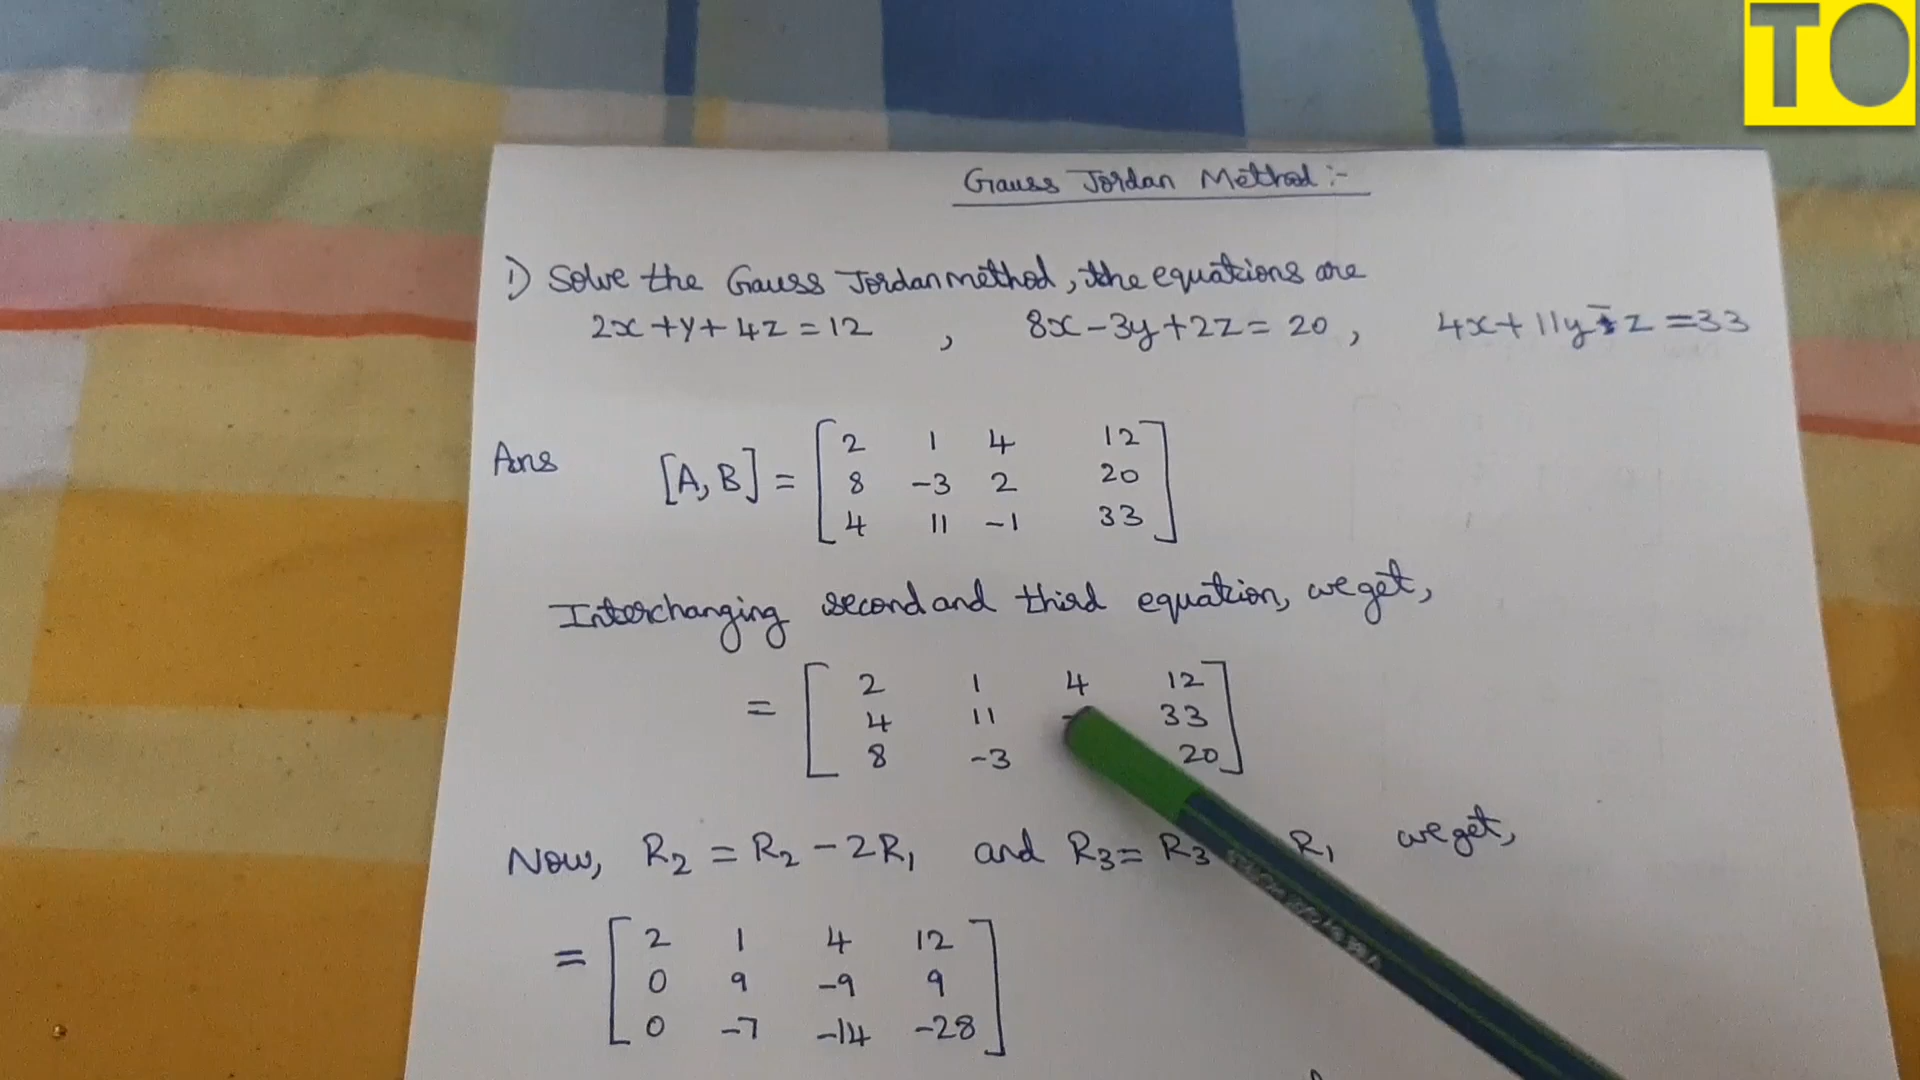 TO
Gauss Jordan Method :-
1) Solve the Gauss Jordan method, the equations are
2x + y + 4z = 12 , 8x - 3y + 2z = 20 , 4x + 11y - z = 33
Ans [A, B] =
2 1 4 12
8 -3 2 20
4 11 -1 33
Interchanging second and third equation, we get,
=
2 1 4 12
4 11 - 33
8 -3 20
Now, R2 = R2 - 2R1 and R3 = R3 R1 we get,
=
2 1 4 12
0 9 -9 9
0 -7 -14 -28